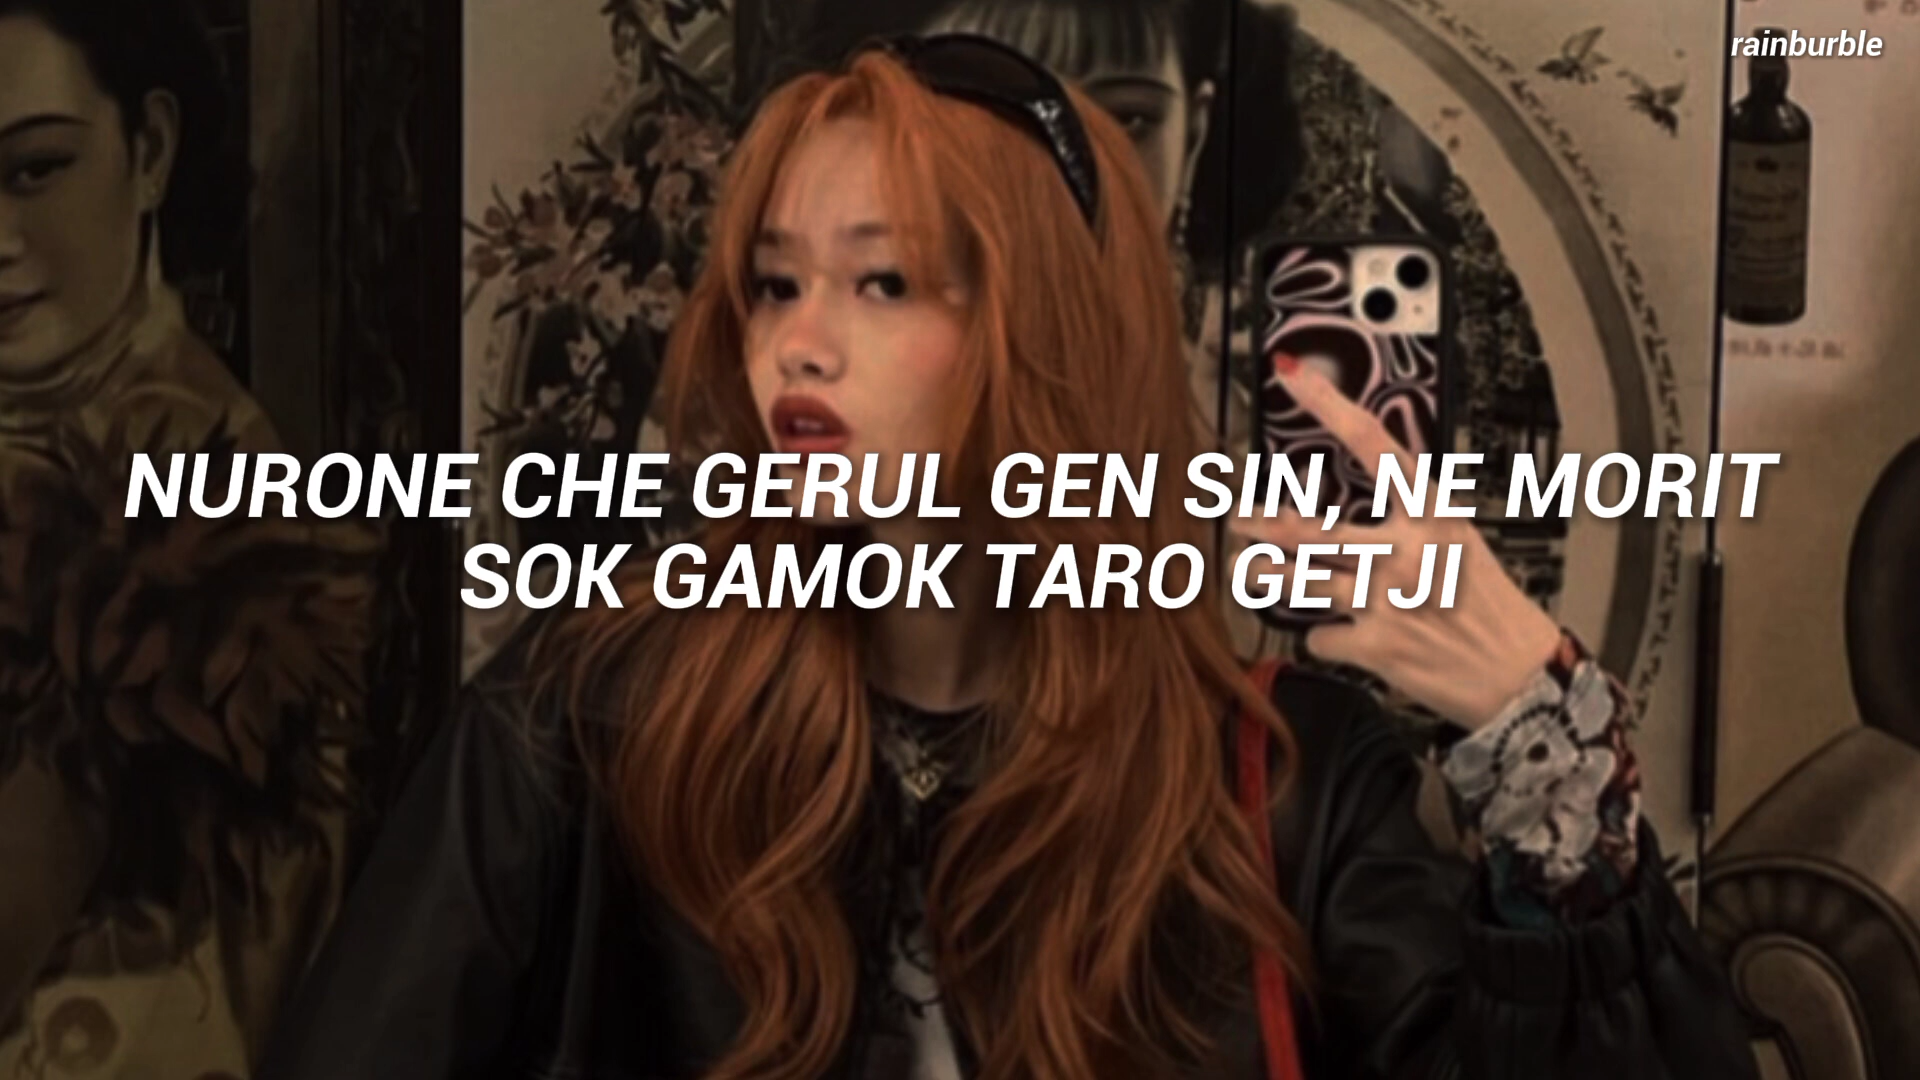 rainburble
NURONE CHE GERUL GEN SIN, NE MORIT
SOK GAMOK TARO GETJI